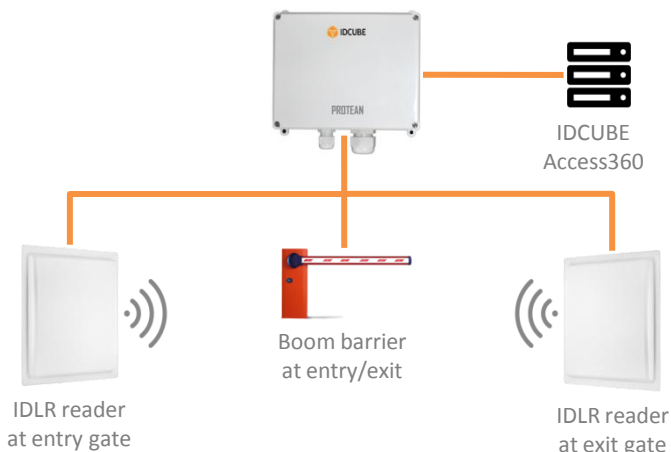 IDCUBE
PROTEAN
IDCUBE
Access360
Boom barrier
at entry/exit
IDLR reader
at entry gate
IDLR reader
at exit gate